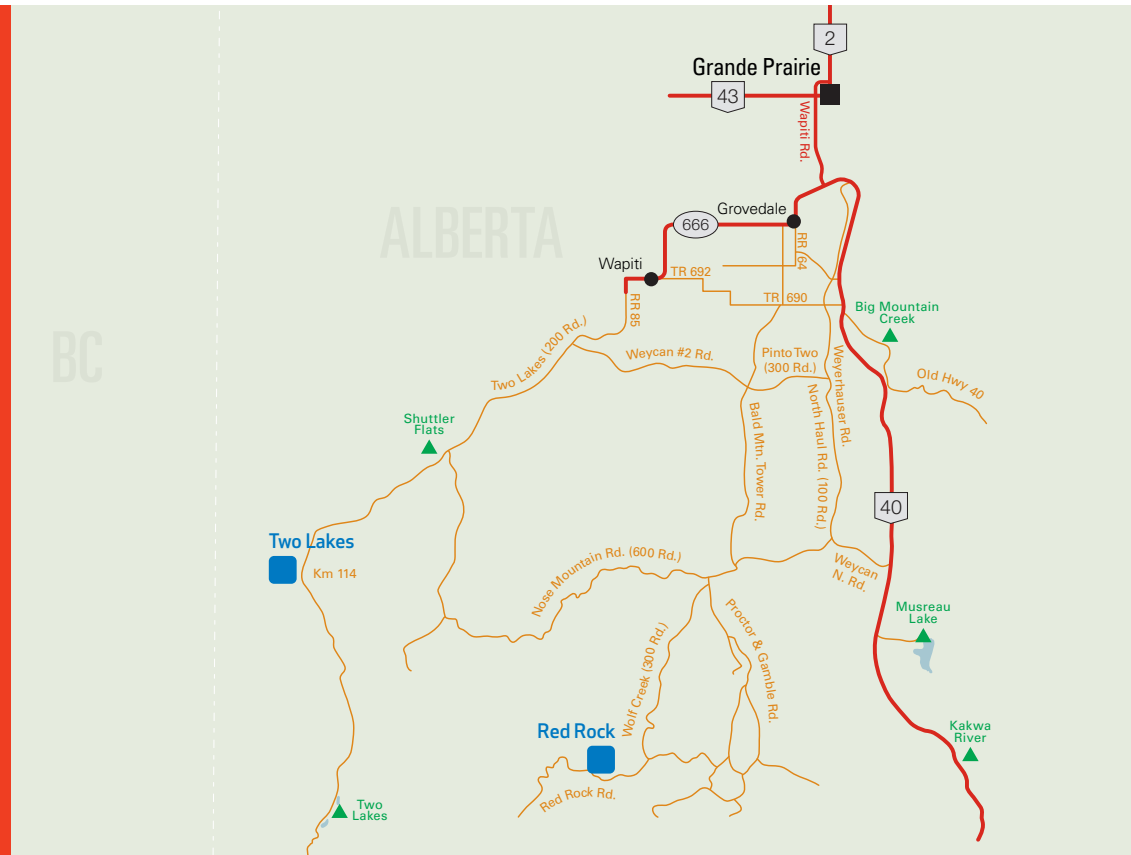 2
Grande Prairie
43
Wapiti Rd.
ALBERTA
Grovedale
666
RR 64
Wapiti
TR 692
TR 690
RR 85
Big Mountain
Creek
BC
Two Lakes (200 Rd.)
Weycan #2 Rd.
Pinto Two
(300 Rd.)
Weyerhauser Rd.
Old Hwy 40
North Haul Rd. (100 Rd.)
Bald Mtn. Tower Rd.
Shuttler
Flats
40
Two Lakes
Km 114
Nose Mountain Rd. (600 Rd.)
Weycan
N. Rd.
Musreau
Lake
Proctor & Gamble Rd.
Wolf Creek (300 Rd.)
Red Rock
Kakwa
River
Red Rock Rd.
Two
Lakes